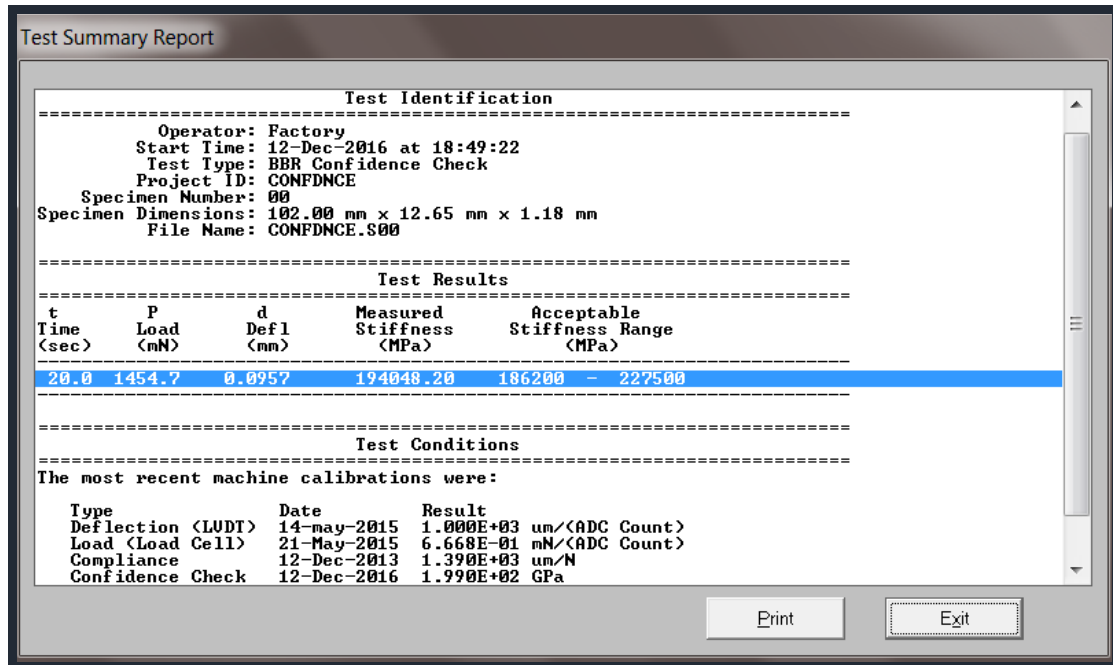 Test Summary Report
Test Identification
================================================================================
Operator: Factory
Start Time: 12-Dec-2016 at 18:49:22
Test Type: BBR Confidence Check
Project ID: CONFDNCE
Specimen Number: 00
Specimen Dimensions: 102.00 mm x 12.65 mm x 1.18 mm
File Name: CONFDNCE.S00
================================================================================
Test Results
================================================================================
t P d Measured Acceptable
Time Load Defl Stiffness Stiffness Range
(sec) (mN) (mm) (MPa) (MPa)
--------------------------------------------------------------------------------
20.0 1454.7 0.0957 194048.20 186200 - 227500
--------------------------------------------------------------------------------
================================================================================
Test Conditions
================================================================================
The most recent machine calibrations were:
Type Date Result
Deflection (LVDT) 14-may-2015 1.000E+03 um/(ADC Count)
Load (Load Cell) 21-May-2015 6.668E-01 mN/(ADC Count)
Compliance 12-Dec-2013 1.390E+03 um/N
Confidence Check 12-Dec-2016 1.990E+02 GPa
Print Exit